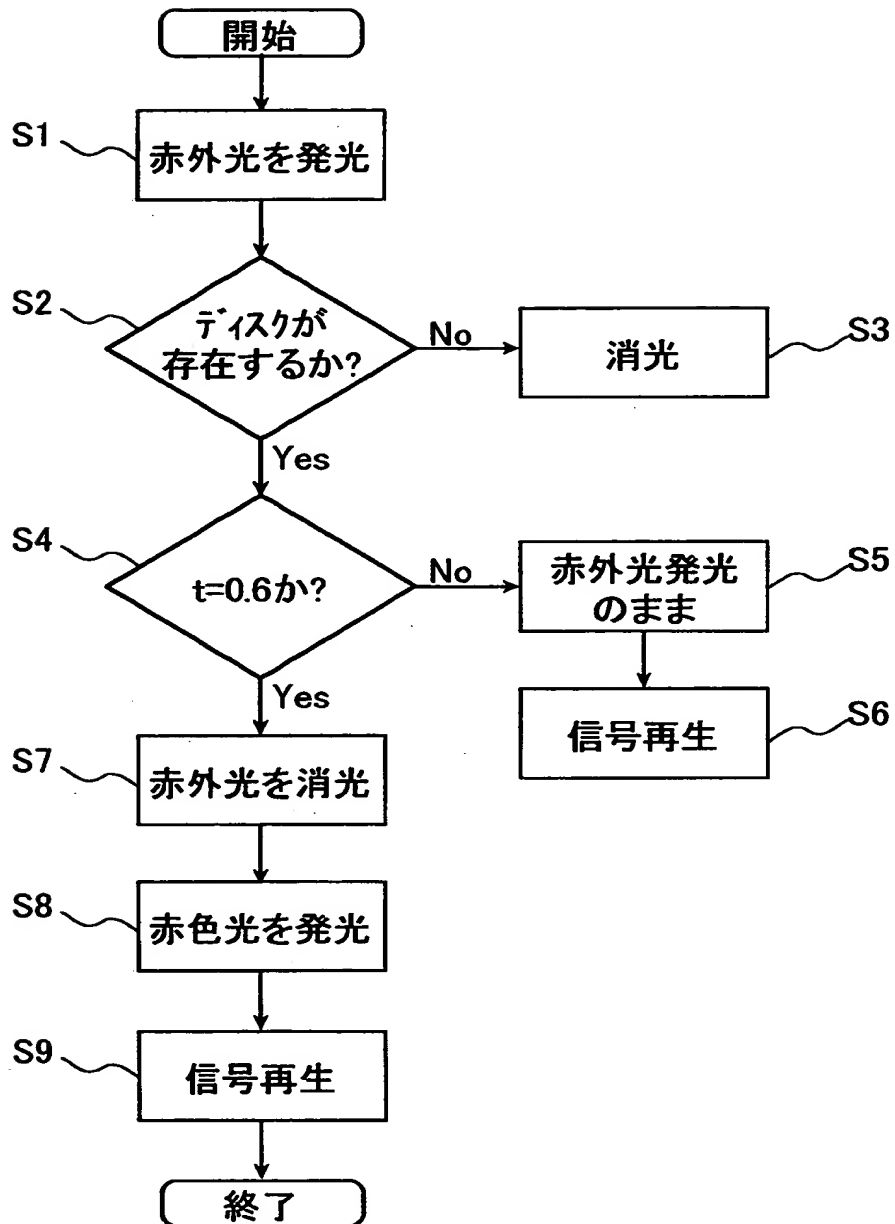 開始
S1
赤外光を発光
S2
ディスクが
存在するか?
No
消光
S3
Yes
S4
t=0.6か?
No
赤外光発光
のまま
S5
Yes
信号再生
S6
S7
赤外光を消光
S8
赤色光を発光
S9
信号再生
終了